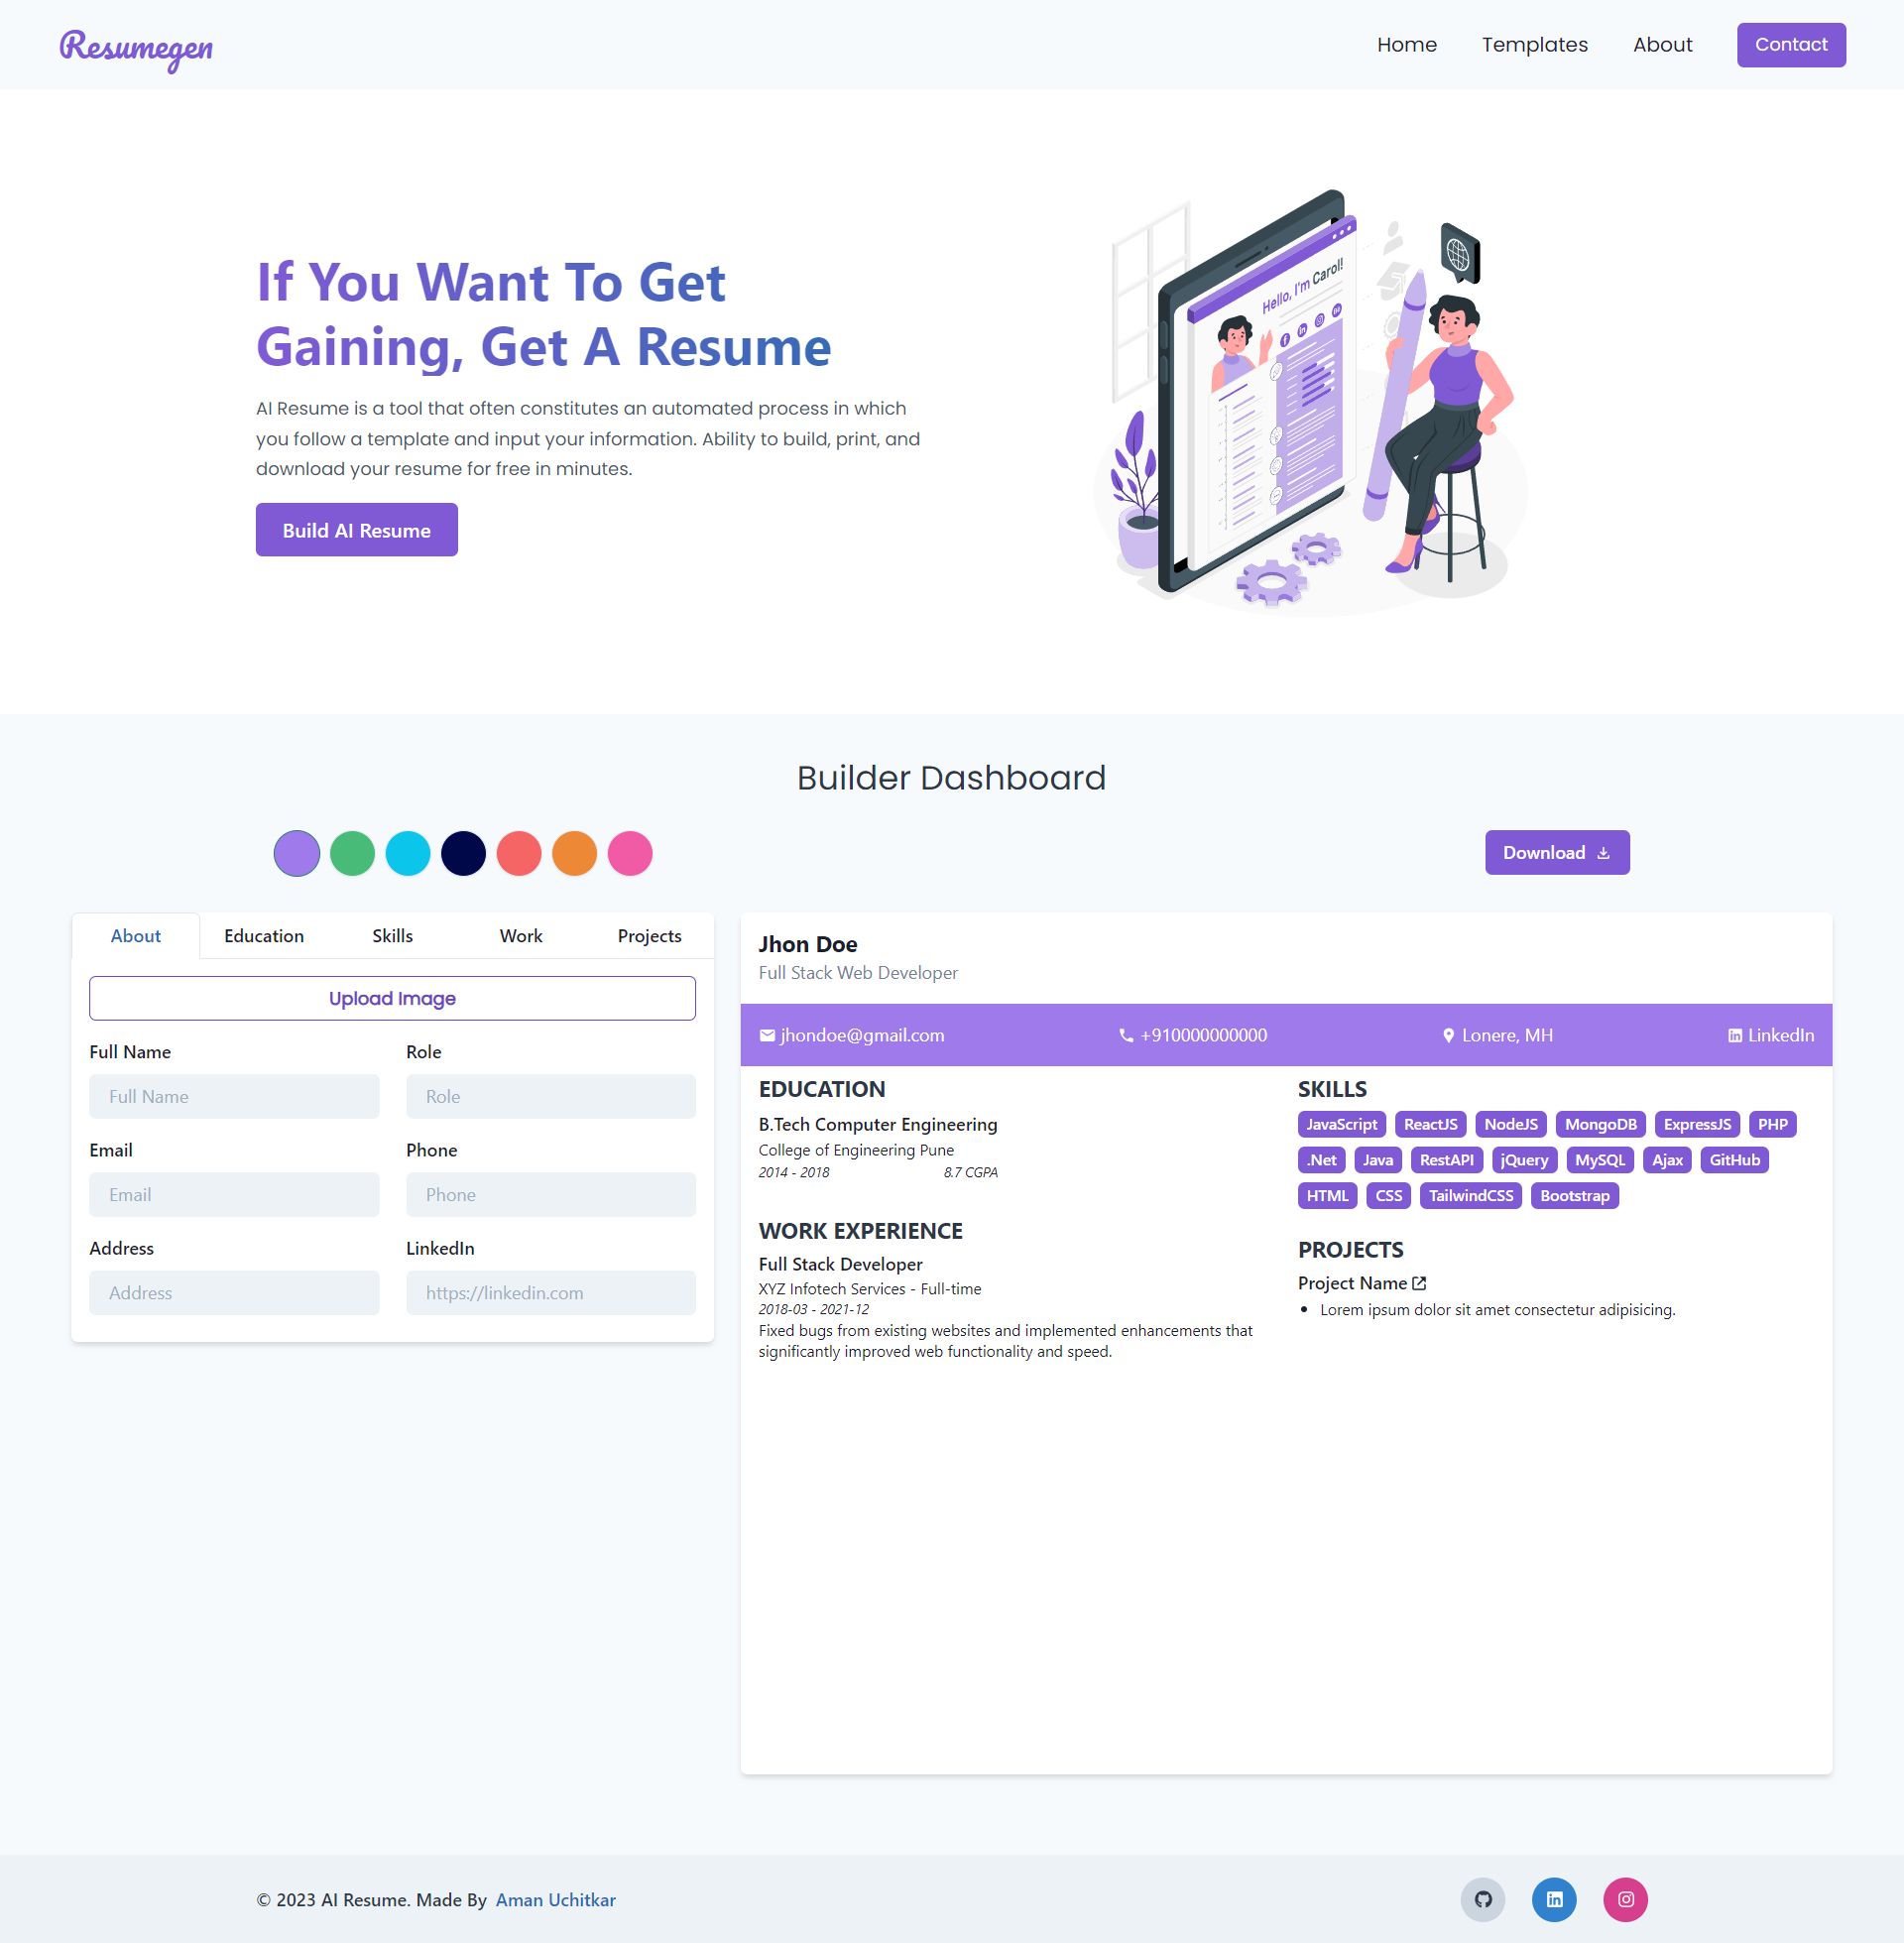 Resumegen
Home
Templates
About
Contact
If You Want To Get
Gaining, Get A Resume
AI Resume is a tool that often constitutes an automated process in which
you follow a template and input your information. Ability to build, print, and
download your resume for free in minutes.
Build AI Resume
Hello, I'm Carol!
Builder Dashboard
Download
About
Education
Skills
Work
Projects
Upload Image
Full Name
Role
Full Name
Role
Email
Phone
Email
Phone
Address
LinkedIn
Address
https://linkedin.com
Jhon Doe
Full Stack Web Developer
jhondoe@gmail.com
+910000000000
Lonere, MH
LinkedIn
EDUCATION
B.Tech Computer Engineering
College of Engineering Pune
2014 - 2018
8.7 CGPA
WORK EXPERIENCE
Full Stack Developer
XYZ Infotech Services - Full-time
2018-03 - 2021-12
Fixed bugs from existing websites and implemented enhancements that
significantly improved web functionality and speed.
SKILLS
JavaScript ReactJS NodeJS MongoDB ExpressJS PHP
.Net Java RestAPI jQuery MySQL Ajax GitHub
HTML CSS TailwindCSS Bootstrap
PROJECTS
Project Name
• Lorem ipsum dolor sit amet consectetur adipisicing.
© 2023 AI Resume. Made By Aman Uchitkar